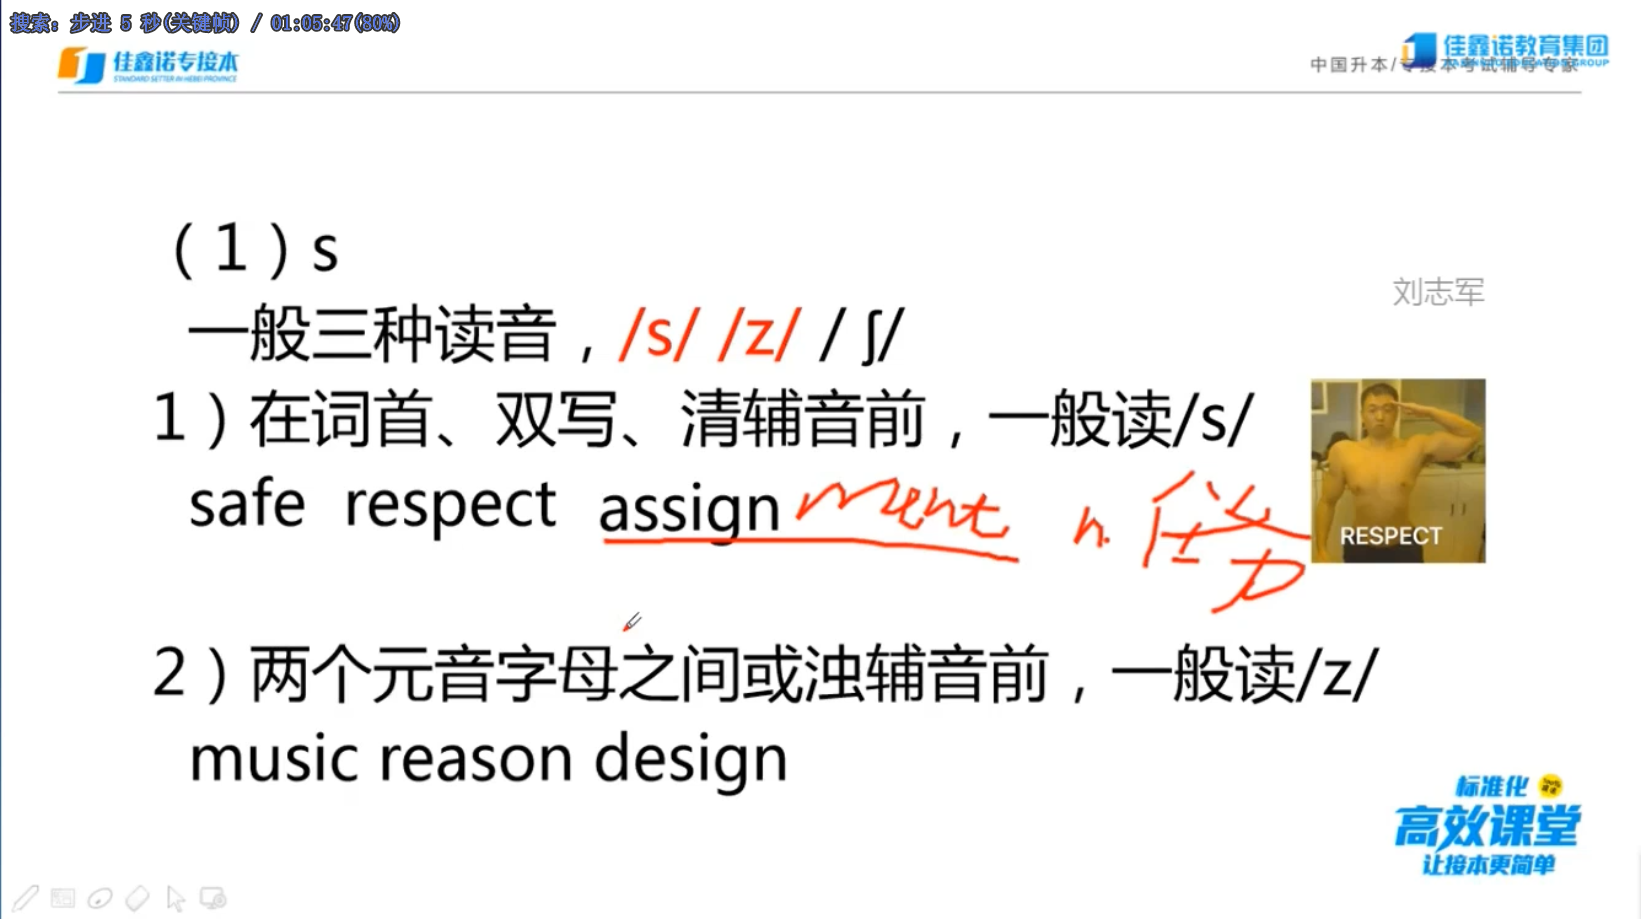 搜索: 步进 5 秒(关键帧) / 01:05:47(80%)
佳鑫诺专接本
STANDARD SETTER IN HEBEI PROVINCE
佳鑫诺教育集团
中国升本/专接本考试辅导专家
（1）s
刘志军
一般三种读音，/s/ /z/ / ʃ/
1）在词首、双写、清辅音前，一般读/s/
safe respect assignment n. 任务
RESPECT
2）两个元音字母之间或浊辅音前，一般读/z/
music reason design
标准化
高效课堂
让接本更简单